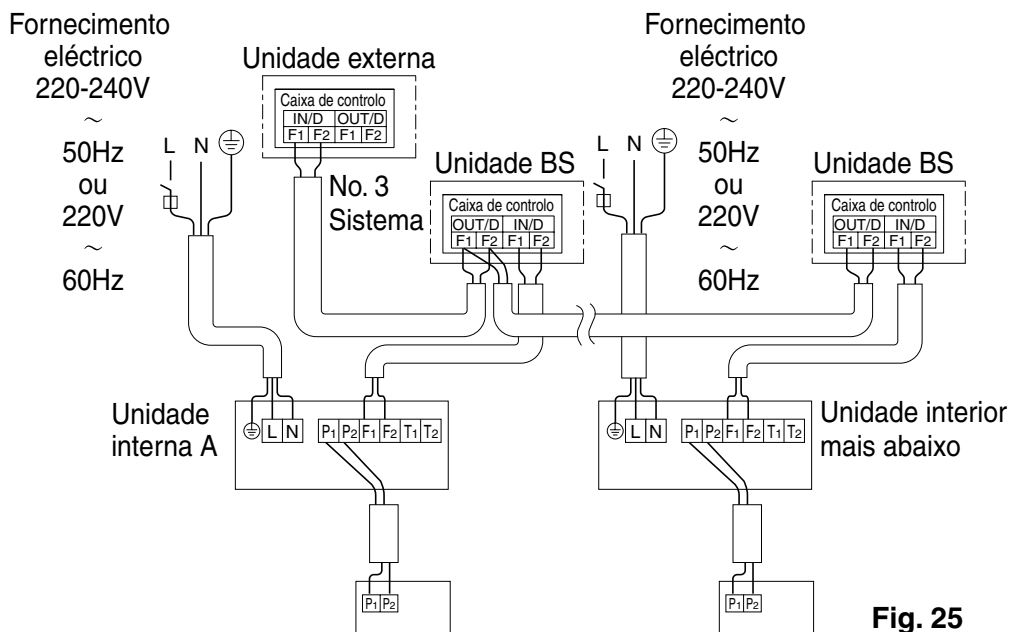 Fornecimento
eléctrico
220-240V
~
50Hz
ou
220V
~
60Hz
L N
Unidade externa
Caixa de controlo
IN/D OUT/D
F1 F2 F1 F2
No. 3
Sistema
Unidade BS
Caixa de controlo
OUT/D IN/D
F1 F2 F1 F2
Fornecimento
eléctrico
220-240V
~
50Hz
ou
220V
~
60Hz
L N
Unidade BS
Caixa de controlo
OUT/D IN/D
F1 F2 F1 F2
Unidade
interna A
L N P1 P2 F1 F2 T1 T2
P1 P2
L N P1 P2 F1 F2 T1 T2
Unidade interior
mais abaixo
P1 P2
Fig. 25